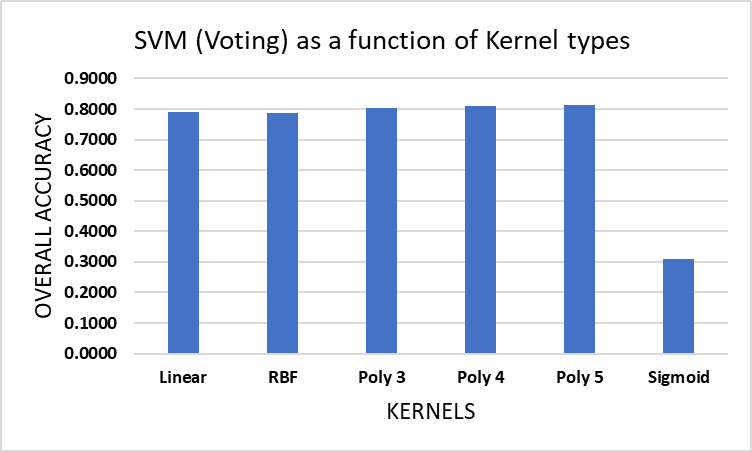 SVM (Voting) as a function of Kernel types
0.9000
0.8000
0.7000
0.6000
0.5000
0.4000
0.3000
0.2000
0.1000
0.0000
OVERALL ACCURACY
Linear RBF Poly 3 Poly 4 Poly 5 Sigmoid
KERNELS